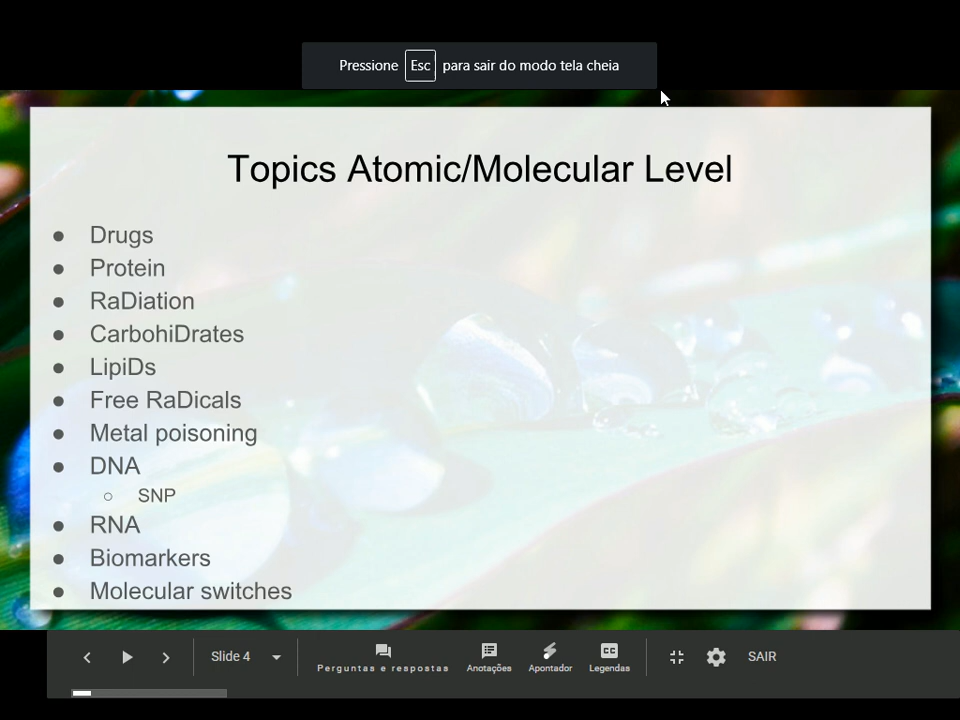 Pressione Esc para sair do modo tela cheia
Topics Atomic/Molecular Level
● Drugs
● Protein
● RaDiation
● CarbohiDrates
● LipiDs
● Free RaDicals
● Metal poisoning
● DNA
○ SNP
● RNA
● Biomarkers
● Molecular switches
Slide 4
Perguntas e respostas
Anotações
Apontador
CC
Legendas
SAIR